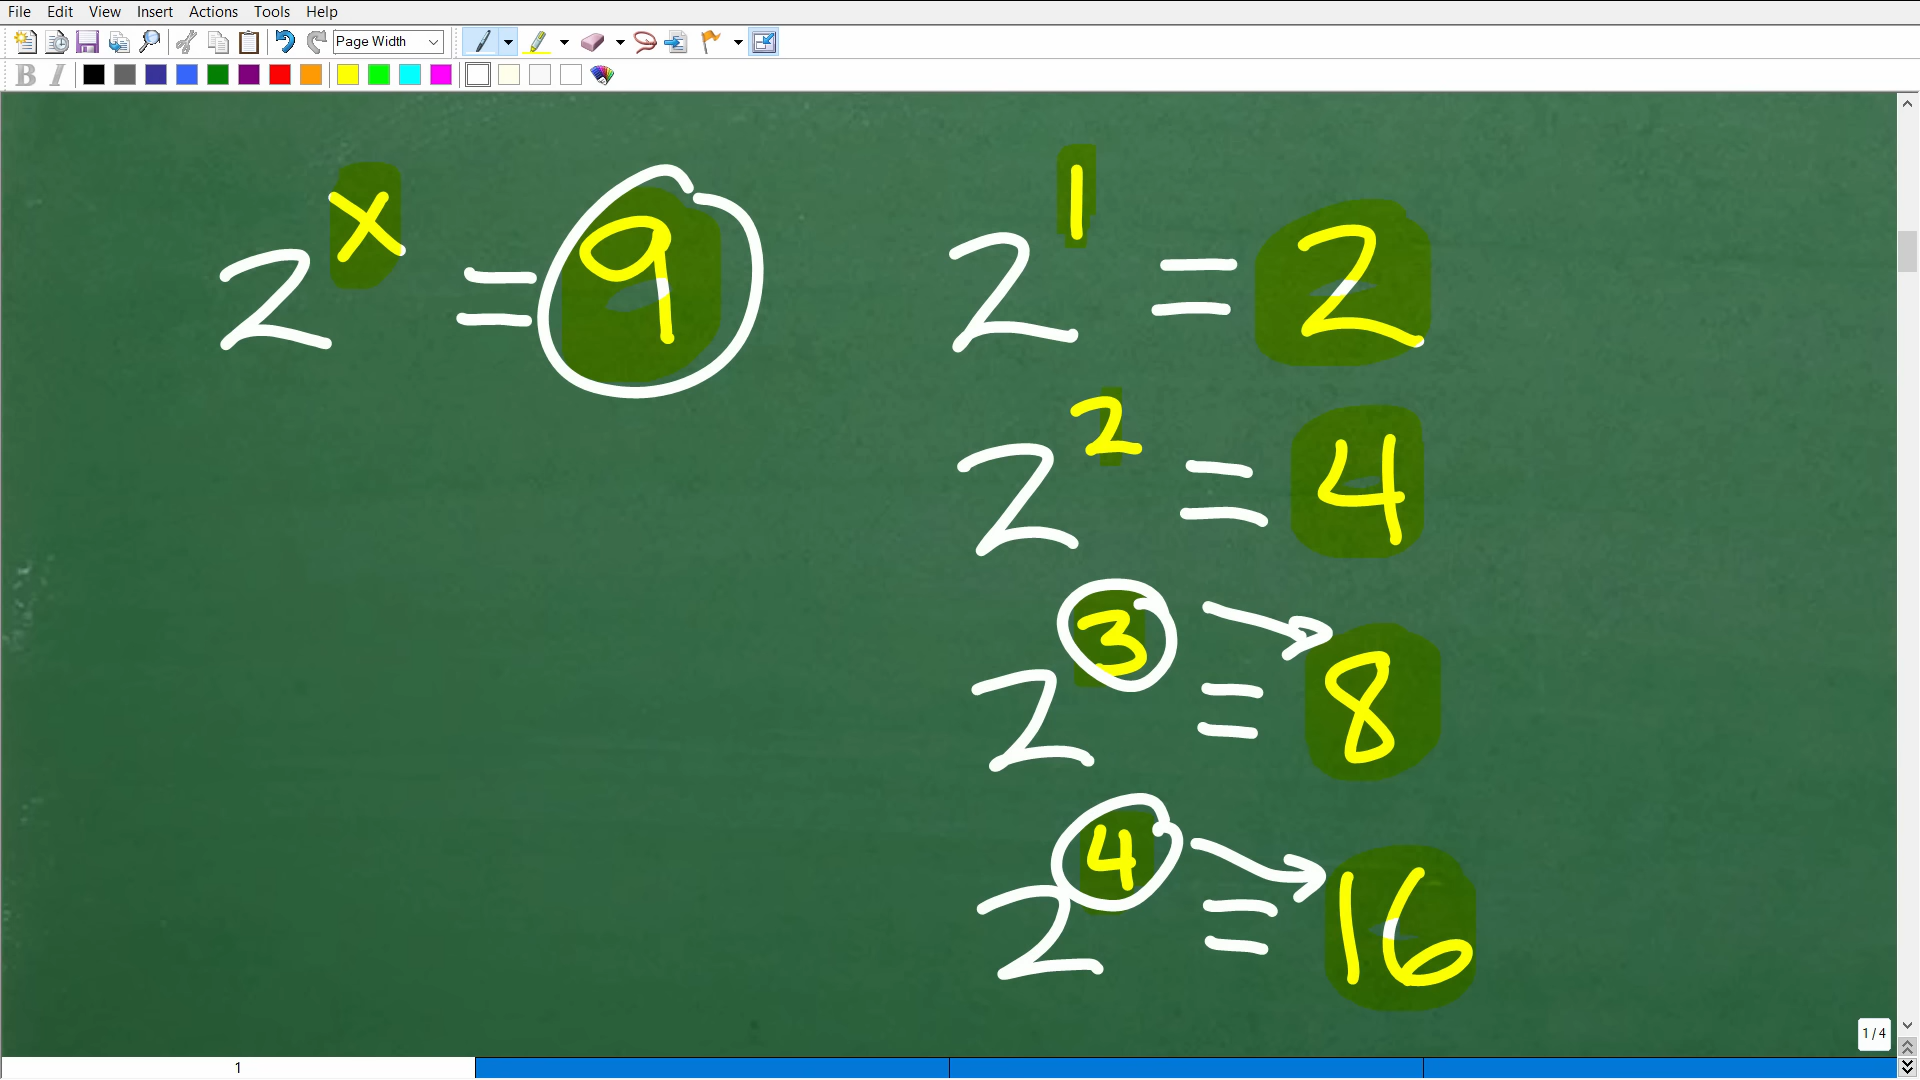 File Edit View Insert Actions Tools Help
Page Width
B I
2^x = 9
2^1 = 2
2^2 = 4
2^3 = 8
2^4 = 16
1 / 4
1